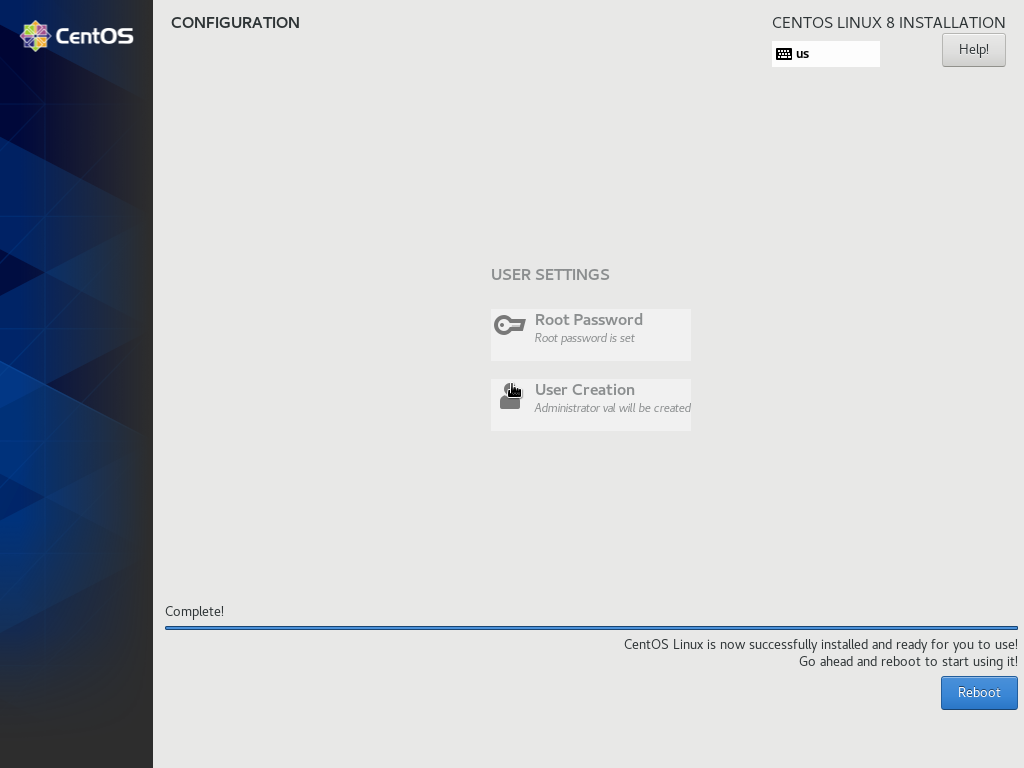 CentOS
CONFIGURATION
CENTOS LINUX 8 INSTALLATION
us
Help!
USER SETTINGS
Root Password
Root password is set
User Creation
Administrator val will be created
Complete!
CentOS Linux is now successfully installed and ready for you to use!
Go ahead and reboot to start using it!
Reboot